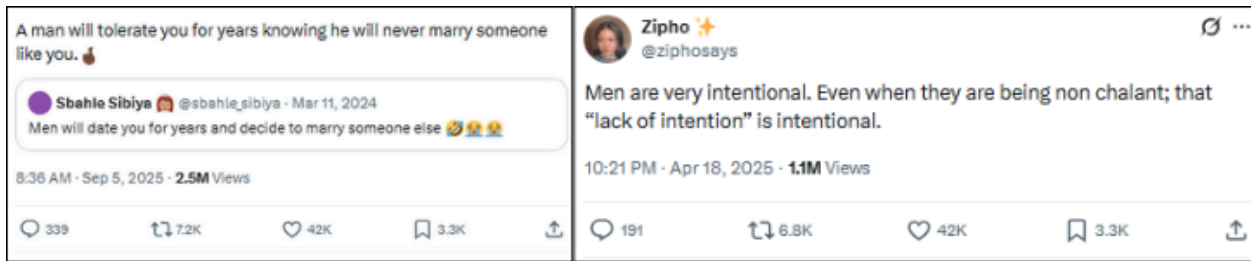 A man will tolerate you for years knowing he will never marry someone
like you.☝🏿
Sbahle Sibiya 👩🏽‍🦰 @sbahle_sibiya · Mar 11, 2024
Men will date you for years and decide to marry someone else 🤣😭😭
8:36 AM · Sep 5, 2025 · 2.5M Views
339 7.2K 42K 3.3K
Zipho ✨
@ziphosays
Men are very intentional. Even when they are being non chalant; that
“lack of intention” is intentional.
10:21 PM · Apr 18, 2025 · 1.1M Views
191 6.8K 42K 3.3K